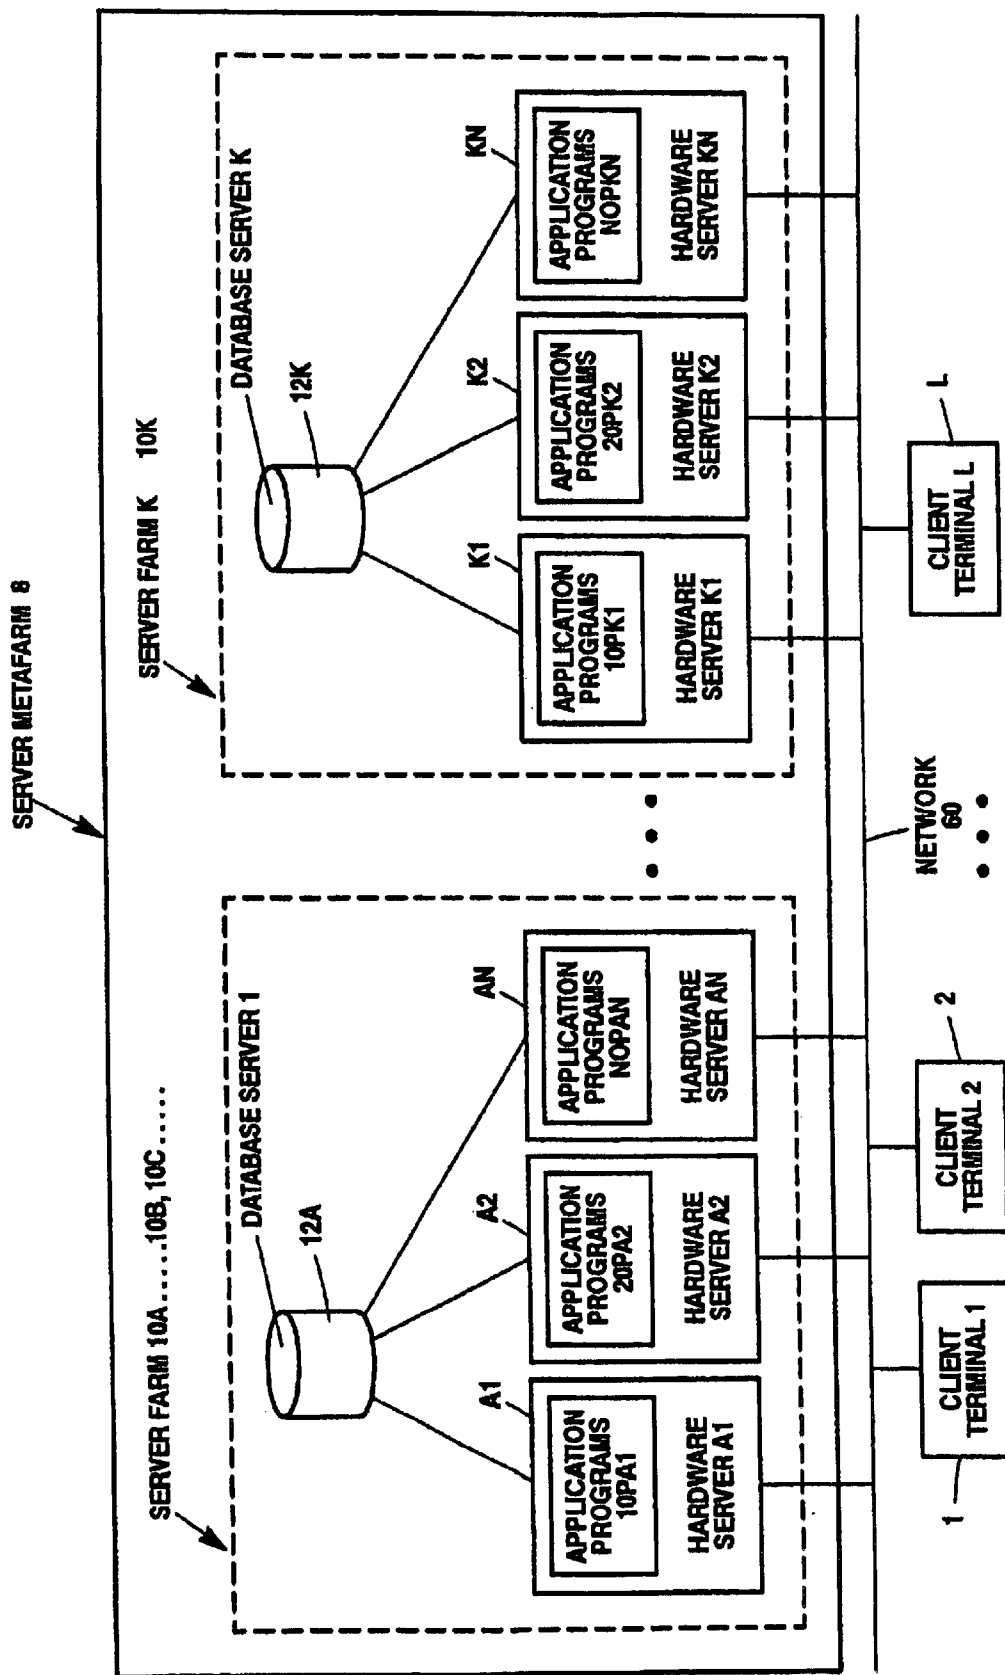 SERVER METAFARM 8
SERVER FARM 10A.....10B, 10C.....
DATABASE SERVER 1
12A
A1
APPLICATION
PROGRAMS
10PA1
HARDWARE
SERVER A1
A2
APPLICATION
PROGRAMS
20PA2
HARDWARE
SERVER A2
AN
APPLICATION
PROGRAMS
NOPAN
HARDWARE
SERVER AN
SERVER FARM K 10K
DATABASE SERVER K
12K
K1
APPLICATION
PROGRAMS
10PK1
HARDWARE
SERVER K1
K2
APPLICATION
PROGRAMS
20PK2
HARDWARE
SERVER K2
KN
APPLICATION
PROGRAMS
NOPKN
HARDWARE
SERVER KN
1
CLIENT
TERMINAL 1
2
CLIENT
TERMINAL 2
NETWORK
60
L
CLIENT
TERMINAL L